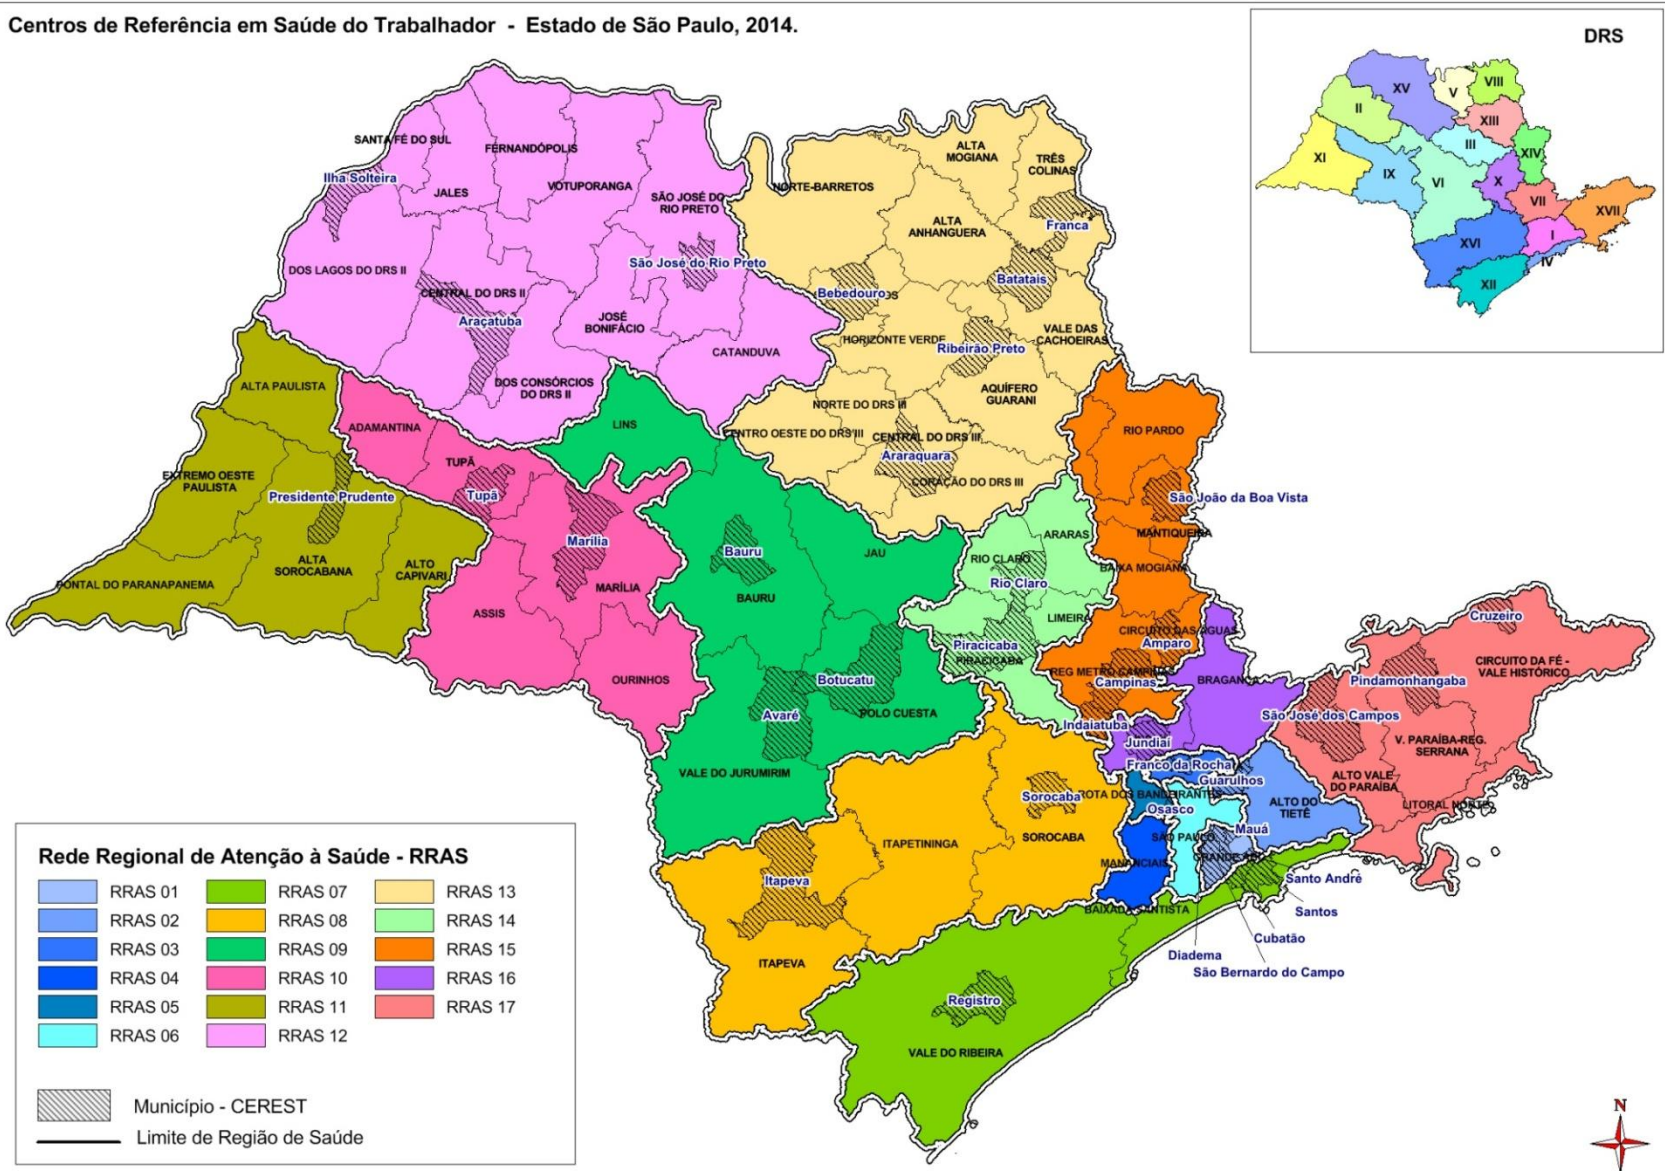 Centros de Referência em Saúde do Trabalhador - Estado de São Paulo, 2014.
DRS
XV
V
VIII
II
XIII
XI
III
XIV
IX
VI
X
VII
XVII
XVI
I
IV
XII
SANTA FÉ DO SUL
FERNANDÓPOLIS
Ilha Solteira
JALES
VOTUPORANGA
SÃO JOSÉ DO
RIO PRETO
São José do Rio Preto
DOS LAGOS DO DRS II
CENTRAL DO DRS II
Araçatuba
JOSÉ
BONIFÁCIO
CATANDUVA
DOS CONSÓRCIOS
DO DRS II
NORTE-BARRETOS
ALTA
MOGIANA
TRÊS
COLINAS
ALTA
ANHANGUERA
Franca
Batatais
Bebedouro
HORIZONTE VERDE
Ribeirão Preto
VALE DAS
CACHOEIRAS
AQUÍFERO
GUARANI
NORTE DO DRS III
CENTRO OESTE DO DRS III
CENTRAL DO DRS III
Araraquara
CORAÇÃO DO DRS III
ALTA PAULISTA
ADAMANTINA
TUPÃ
Tupã
EXTREMO OESTE
PAULISTA
Presidente Prudente
ALTA
SOROCABANA
ALTO
CAPIVARI
PONTAL DO PARANAPANEMA
LINS
Marília
MARÍLIA
ASSIS
OURINHOS
Bauru
BAURU
JAU
Botucatu
Avaré
POLO CUESTA
VALE DO JURUMIRIM
RIO PARDO
São João da Boa Vista
MANTIQUEIRA
BAIXA MOGIANA
CIRCUITO DAS ÁGUAS
Amparo
REG METRO CAMPINAS
Campinas
Indaiatuba
ARARAS
RIO CLARO
Rio Claro
LIMEIRA
Piracicaba
PIRACICABA
BRAGANÇA
Jundiaí
Franco da Rocha
Guarulhos
ROTA DOS BANDEIRANTES
Osasco
SÃO PAULO
Mauá
GRANDE ABC
MANANCIAIS
ALTO DO
TIETÊ
Cruzeiro
CIRCUITO DA FÉ -
VALE HISTÓRICO
Pindamonhangaba
São José dos Campos
V. PARAÍBA-REG.
SERRANA
ALTO VALE
DO PARAÍBA
LITORAL NORTE
Sorocaba
SOROCABA
ITAPETININGA
Itapeva
ITAPEVA
BAIXADA SANTISTA
Santo André
Santos
Cubatão
Diadema
São Bernardo do Campo
Registro
VALE DO RIBEIRA
Rede Regional de Atenção à Saúde - RRAS
RRAS 01
RRAS 02
RRAS 03
RRAS 04
RRAS 05
RRAS 06
RRAS 07
RRAS 08
RRAS 09
RRAS 10
RRAS 11
RRAS 12
RRAS 13
RRAS 14
RRAS 15
RRAS 16
RRAS 17
Município - CEREST
Limite de Região de Saúde
N